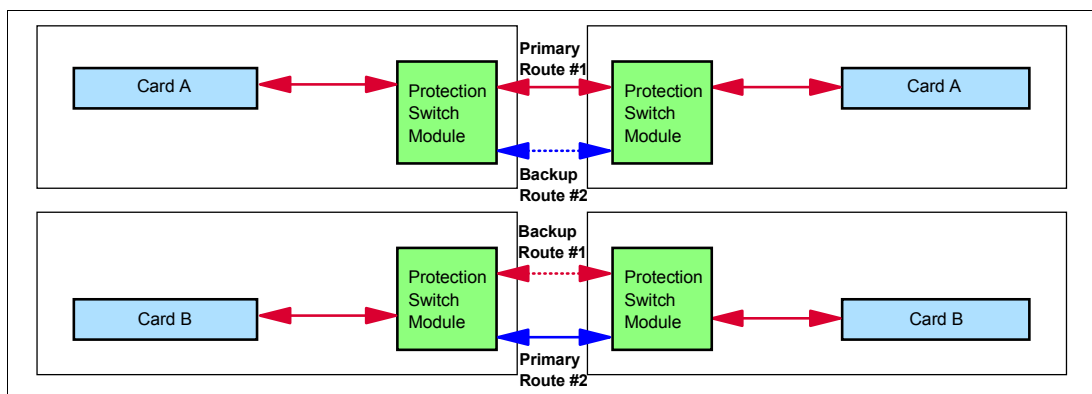 Primary
Route #1
Card A
Protection
Switch
Module
Protection
Switch
Module
Card A
Backup
Route #2
Backup
Route #1
Card B
Protection
Switch
Module
Protection
Switch
Module
Card B
Primary
Route #2